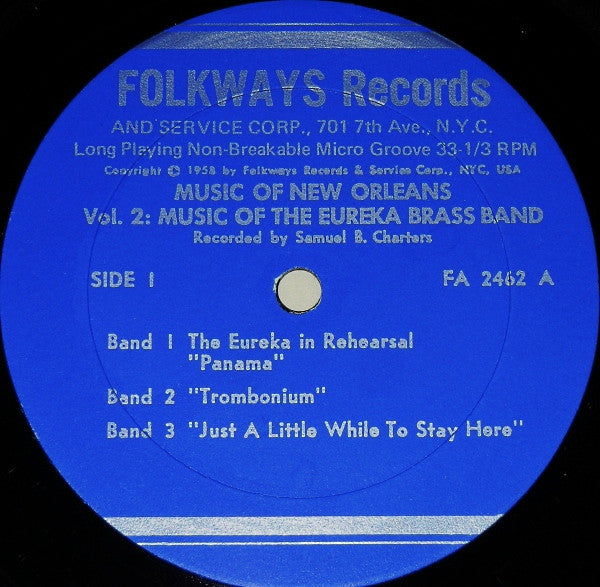 FOLKWAYS Records
AND SERVICE CORP., 701 7th Ave., N.Y.C.
Long Playing Non-Breakable Micro Groove 33-1/3 RPM
Copyright © 1958 by Folkways Records & Service Corp., NYC, USA
MUSIC OF NEW ORLEANS
Vol. 2: MUSIC OF THE EUREKA BRASS BAND
Recorded by Samuel B. Charters
SIDE I FA 2462 A
Band 1 The Eureka in Rehearsal
"Panama"
Band 2 "Trombonium"
Band 3 "Just A Little While To Stay Here"